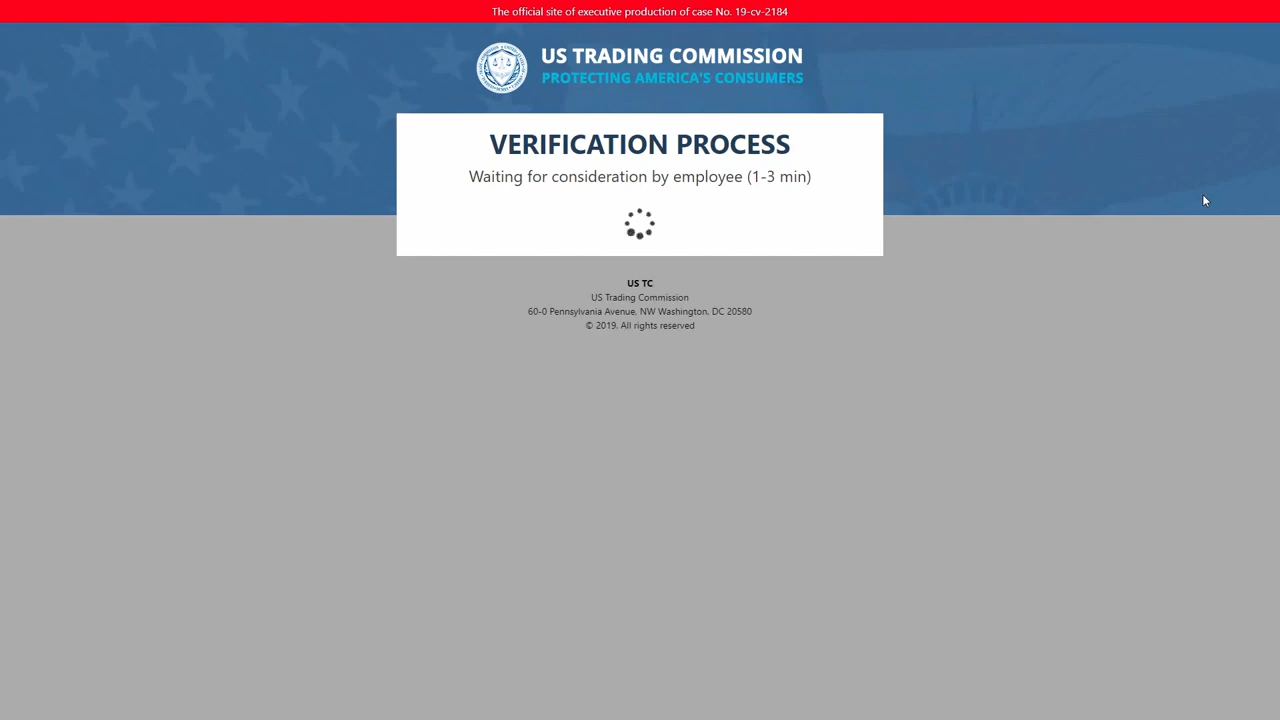 The official site of executive production of case No. 19-cv-2184
US TRADING COMMISSION
PROTECTING AMERICA'S CONSUMERS
VERIFICATION PROCESS
Waiting for consideration by employee (1-3 min)
US TC
US Trading Commission
60-0 Pennsylvania Avenue, NW Washington, DC 20580
© 2019. All rights reserved